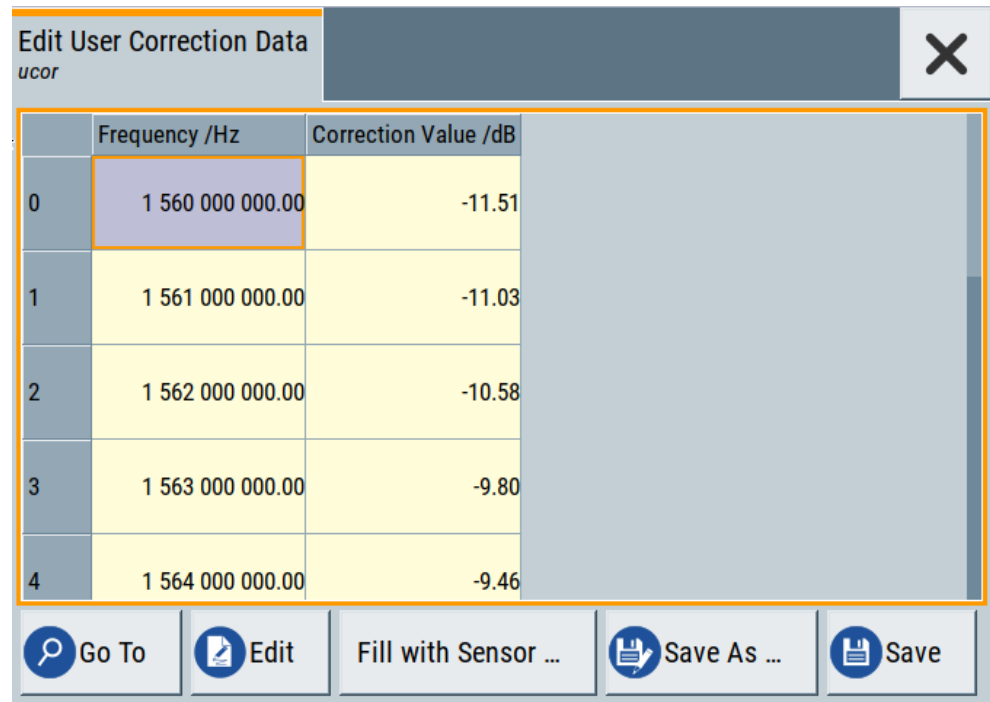 Edit User Correction Data
ucor
Frequency /Hz Correction Value /dB
0 1 560 000 000.00 -11.51
1 1 561 000 000.00 -11.03
2 1 562 000 000.00 -10.58
3 1 563 000 000.00 -9.80
4 1 564 000 000.00 -9.46
Go To Edit Fill with Sensor ... Save As ... Save